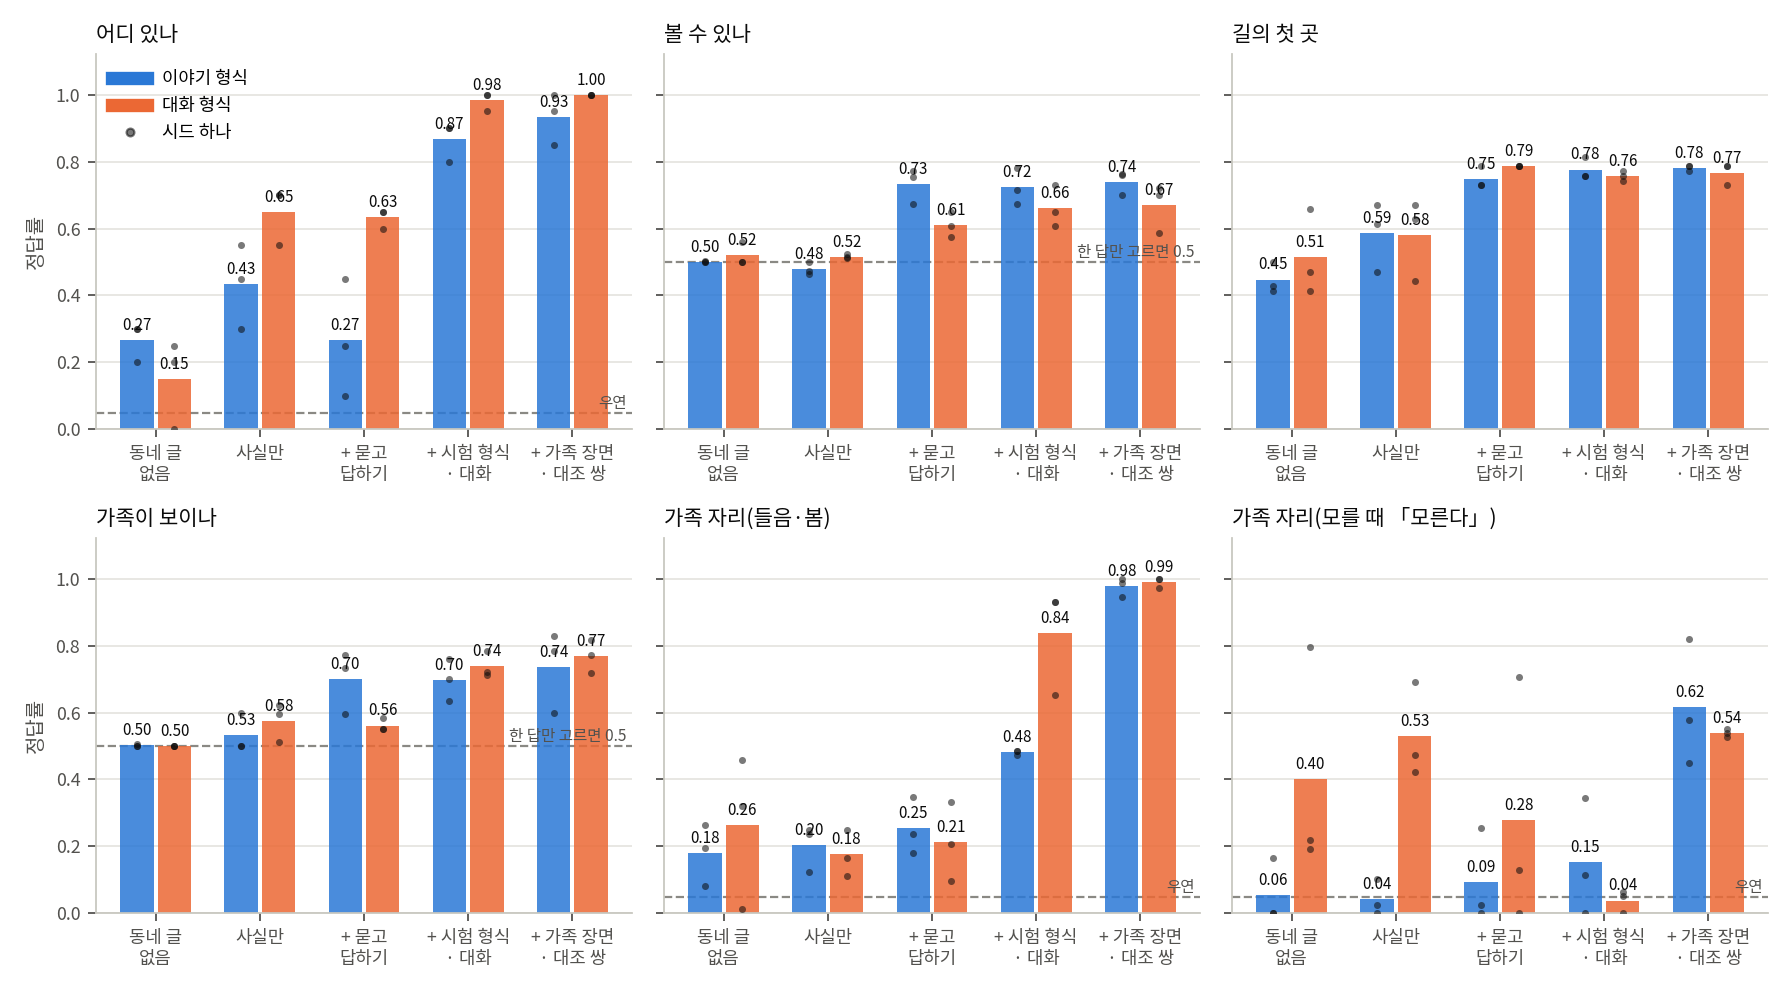 어디 있나
이야기 형식
대화 형식
시드 하나
정답률
1.0
0.8
0.6
0.4
0.2
0.0
0.27
0.15
0.43
0.65
0.27
0.63
0.87
0.98
0.93
1.00
우연
동네 글 없음
사실만
+ 묻고 답하기
+ 시험 형식 · 대화
+ 가족 장면 · 대조 쌍
볼 수 있나
0.50
0.52
0.48
0.52
0.73
0.61
0.72
0.66
0.74
0.67
한 답만 고르면 0.5
동네 글 없음
사실만
+ 묻고 답하기
+ 시험 형식 · 대화
+ 가족 장면 · 대조 쌍
길의 첫 곳
0.45
0.51
0.59
0.58
0.75
0.79
0.78
0.76
0.78
0.77
동네 글 없음
사실만
+ 묻고 답하기
+ 시험 형식 · 대화
+ 가족 장면 · 대조 쌍
가족이 보이나
정답률
1.0
0.8
0.6
0.4
0.2
0.0
0.50
0.50
0.53
0.58
0.70
0.56
0.70
0.74
0.74
0.77
한 답만 고르면 0.5
동네 글 없음
사실만
+ 묻고 답하기
+ 시험 형식 · 대화
+ 가족 장면 · 대조 쌍
가족 자리(들음·봄)
0.18
0.26
0.20
0.18
0.25
0.21
0.48
0.84
0.98
0.99
우연
동네 글 없음
사실만
+ 묻고 답하기
+ 시험 형식 · 대화
+ 가족 장면 · 대조 쌍
가족 자리(모를 때 「모른다」)
0.06
0.40
0.04
0.53
0.09
0.28
0.15
0.04
0.62
0.54
우연
동네 글 없음
사실만
+ 묻고 답하기
+ 시험 형식 · 대화
+ 가족 장면 · 대조 쌍